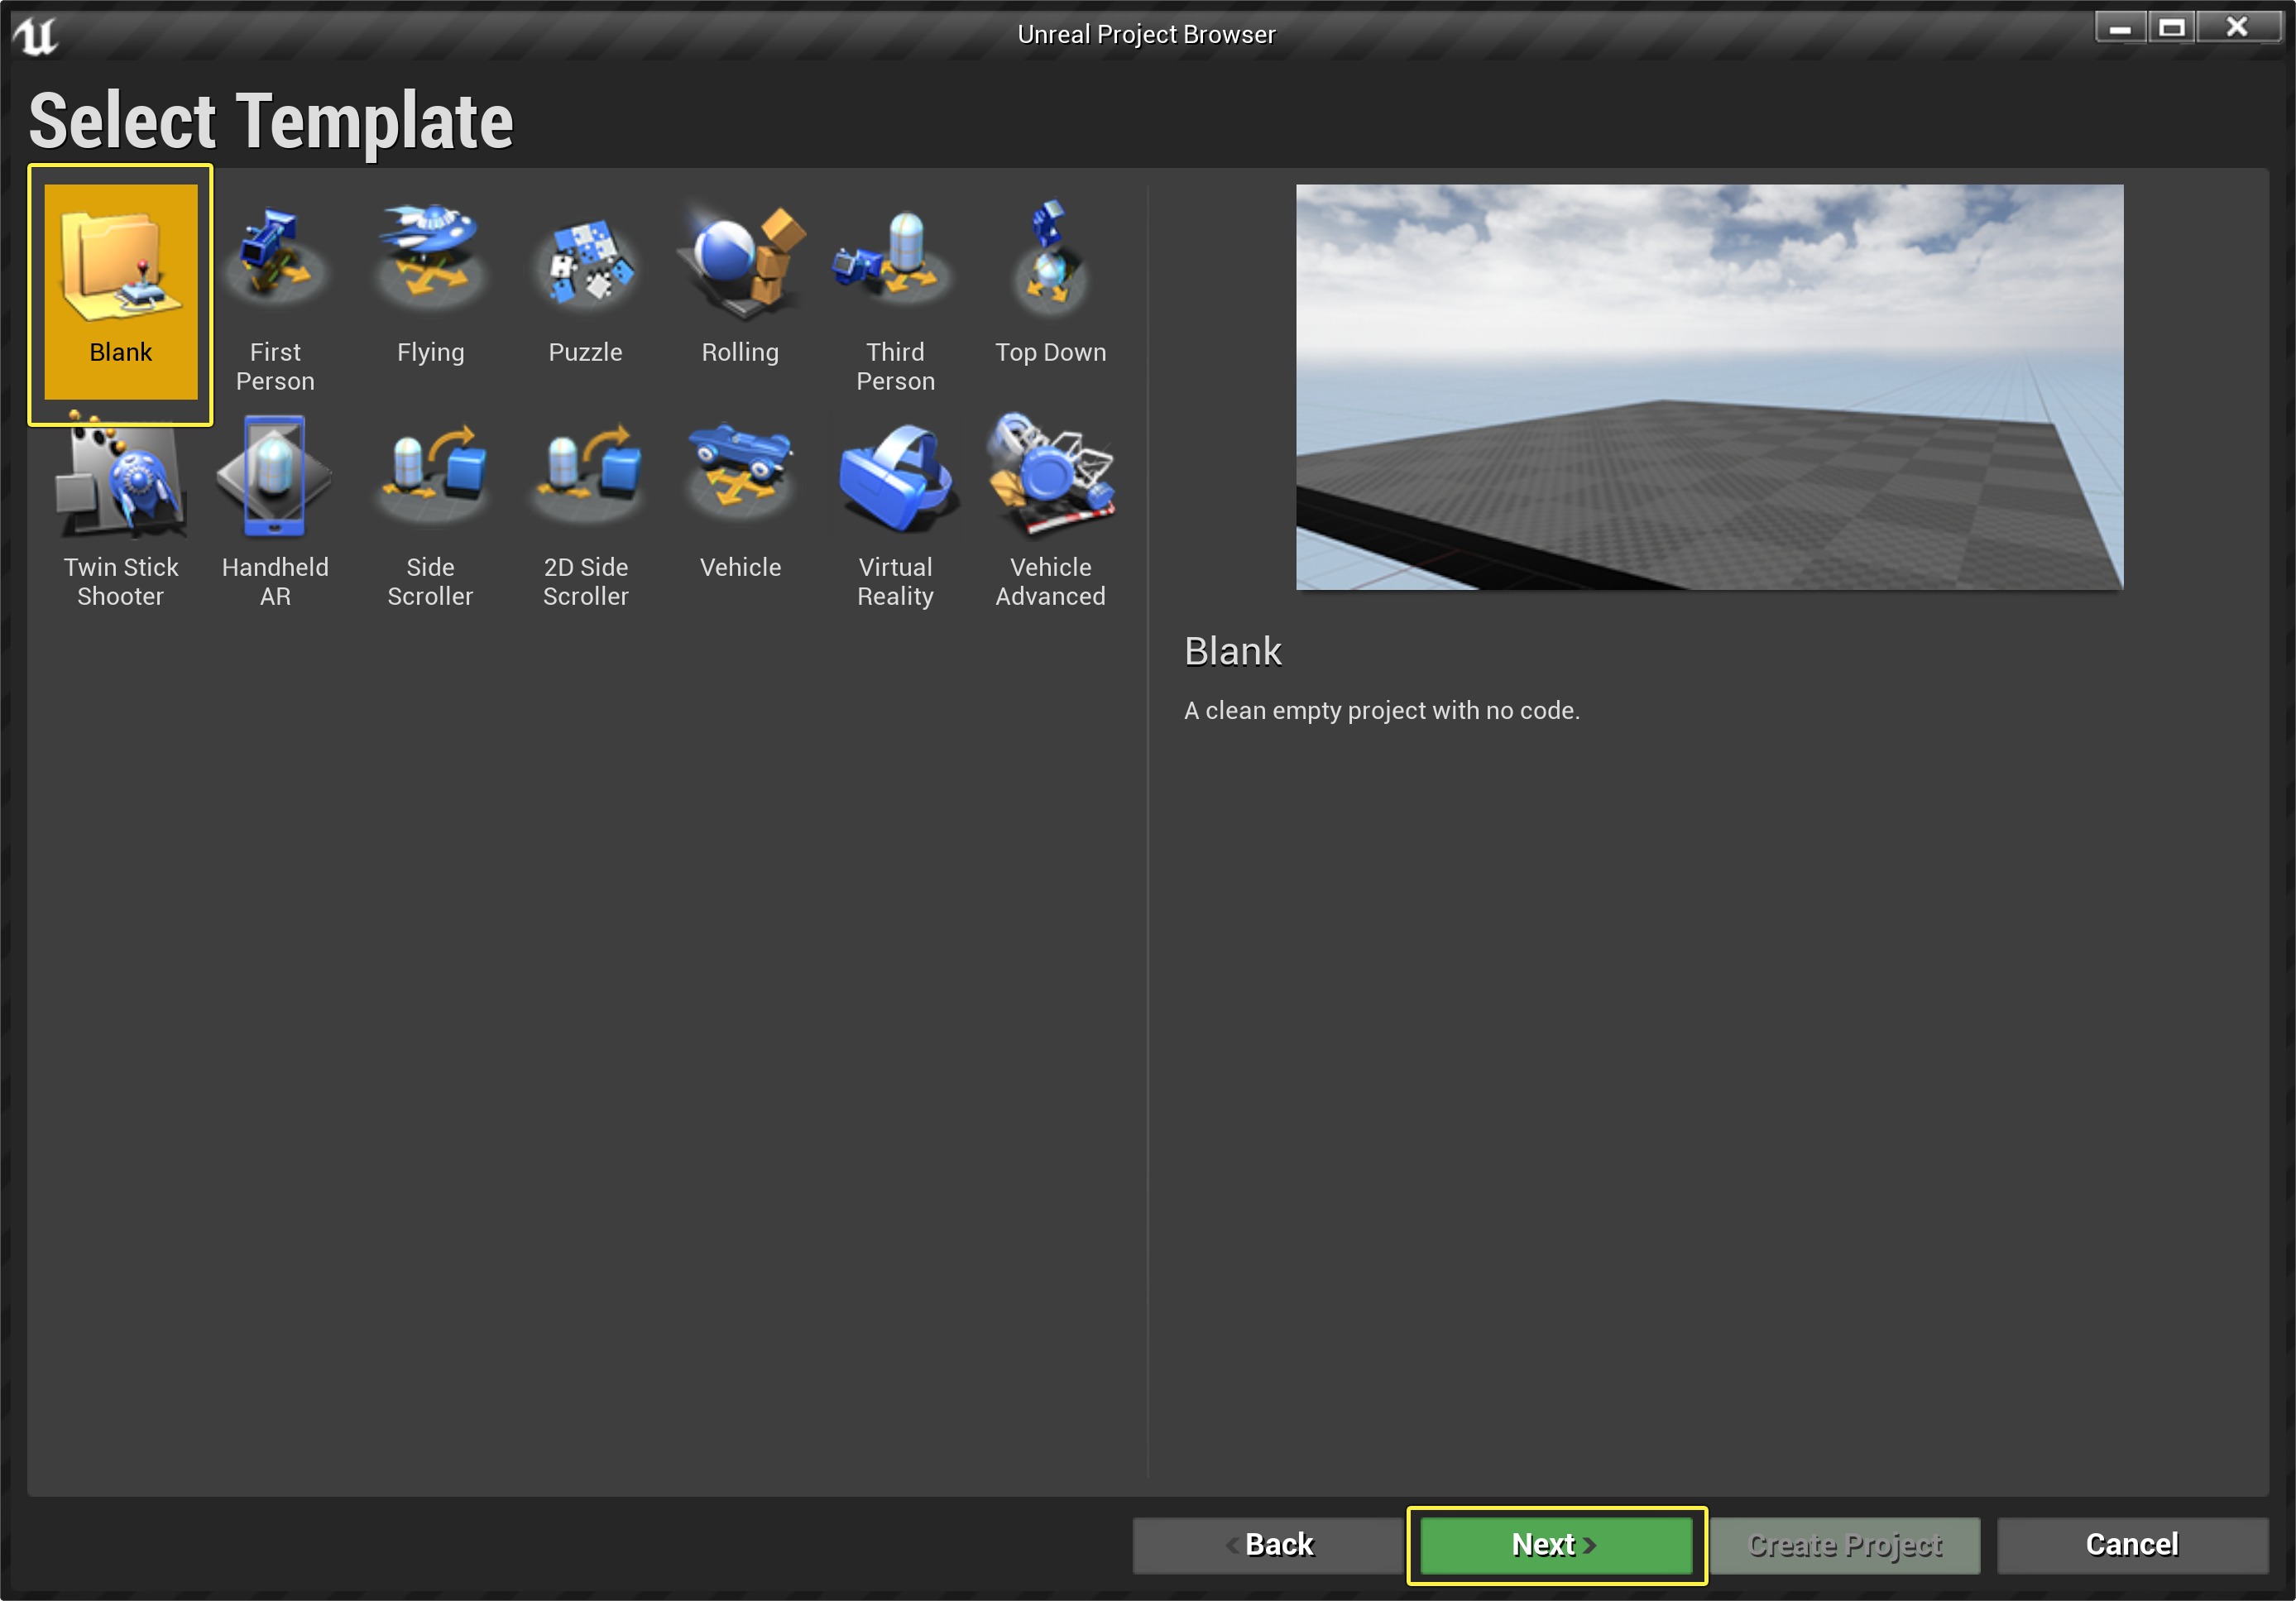 Unreal Project Browser
Select Template
Blank
First
Person
Flying
Puzzle
Rolling
Third
Person
Top Down
Twin Stick
Shooter
Handheld
AR
Side
Scroller
2D Side
Scroller
Vehicle
Virtual
Reality
Vehicle
Advanced
Blank
A clean empty project with no code.
< Back
Next >
Create Project
Cancel